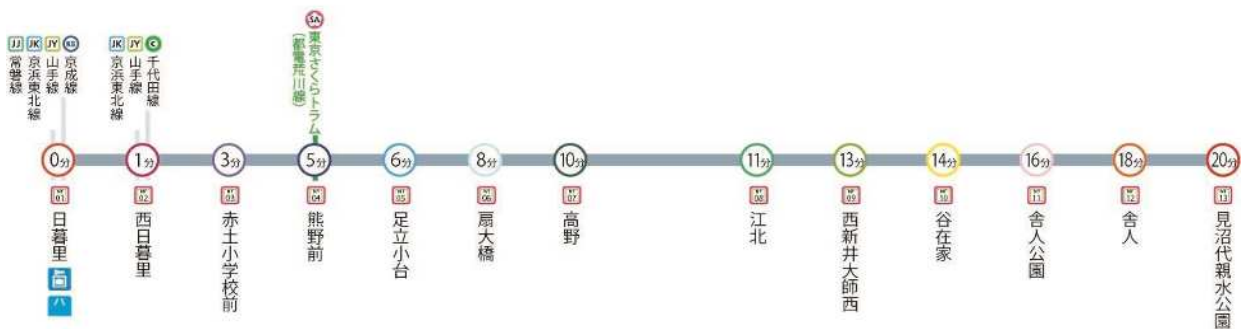 SA
東京さくらトラム
(都電荒川線)
JJ
常磐線
JK
京浜東北線
JY
山手線
KS
京成線
JK
京浜東北線
JY
山手線
C
千代田線
0分
1分
3分
5分
6分
8分
10分
11分
13分
14分
16分
18分
20分
NT
01
NT
02
NT
03
NT
04
NT
05
NT
06
NT
07
NT
08
NT
09
NT
10
NT
11
NT
12
NT
13
日暮里
西日暮里
赤土小学校前
熊野前
足立小台
扇大橋
高野
江北
西新井大師西
谷在家
舎人公園
舎人
見沼代親水公園